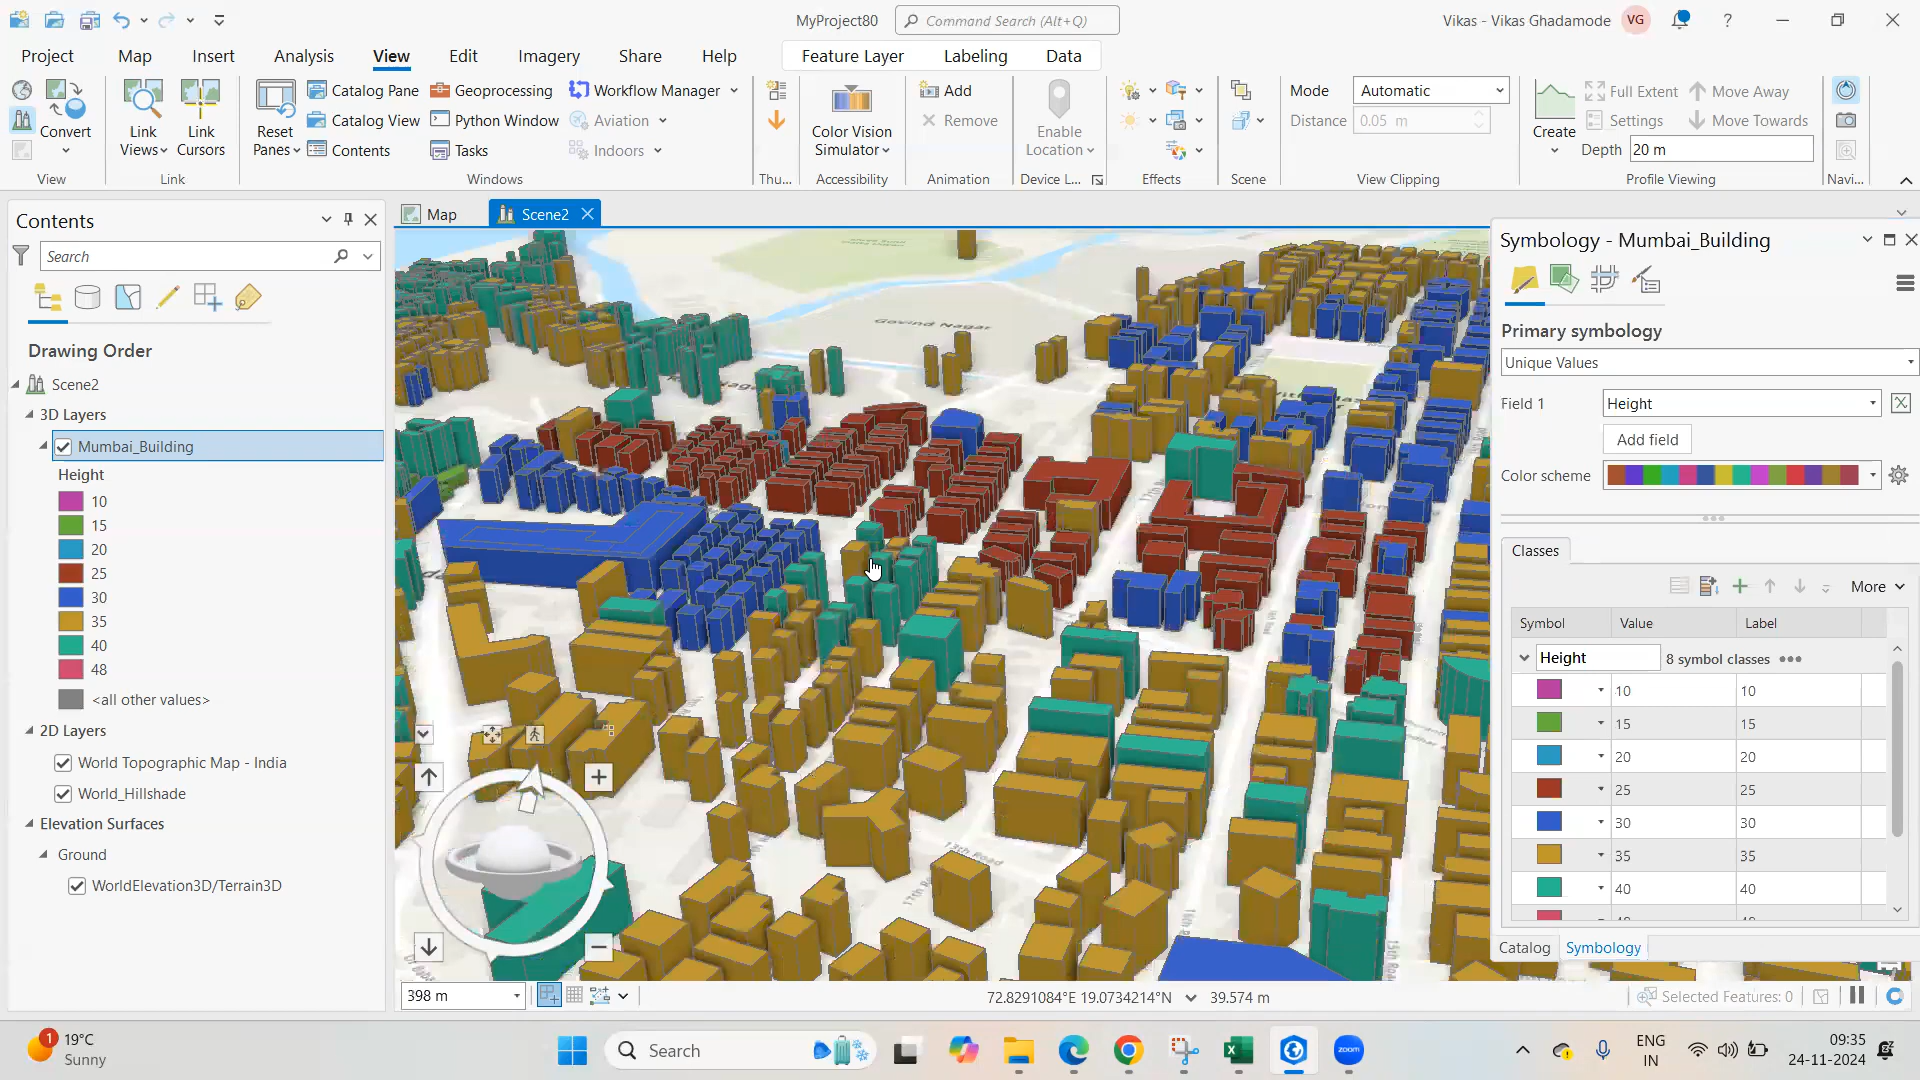 MyProject80
Command Search (Alt+Q)
Vikas - Vikas Ghadamode
VG
?
Project
Map
Insert
Analysis
View
Edit
Imagery
Share
Help
Feature Layer
Labeling
Data
Convert
View
Link
Views
Link
Cursors
Link
Reset
Panes
Catalog Pane
Catalog View
Contents
Geoprocessing
Python Window
Tasks
Workflow Manager
Aviation
Indoors
Windows
Thu...
Color Vision
Simulator
Accessibility
Add
Remove
Animation
Enable
Location
Device L...
Effects
Scene
Mode
Automatic
Distance
0.05 m
View Clipping
Create
Full Extent
Settings
Move Away
Move Towards
Depth
20 m
Profile Viewing
Navi...
Contents
Search
Drawing Order
Scene2
3D Layers
Mumbai_Building
Height
10
15
20
25
30
35
40
48
<all other values>
2D Layers
World Topographic Map - India
World_Hillshade
Elevation Surfaces
Ground
WorldElevation3D/Terrain3D
Map
Scene2
Govind Nagar
13th Road
398 m
72.8291084°E 19.0734214°N
39.574 m
Selected Features: 0
Symbology - Mumbai_Building
Primary symbology
Unique Values
Field 1
Height
Add field
Color scheme
Classes
More
Symbol
Value
Label
Height
8 symbol classes
10 10
15 15
20 20
25 25
30 30
35 35
40 40
Catalog
Symbology
1
19°C
Sunny
Search
zoom
ENG
IN
09:35
24-11-2024